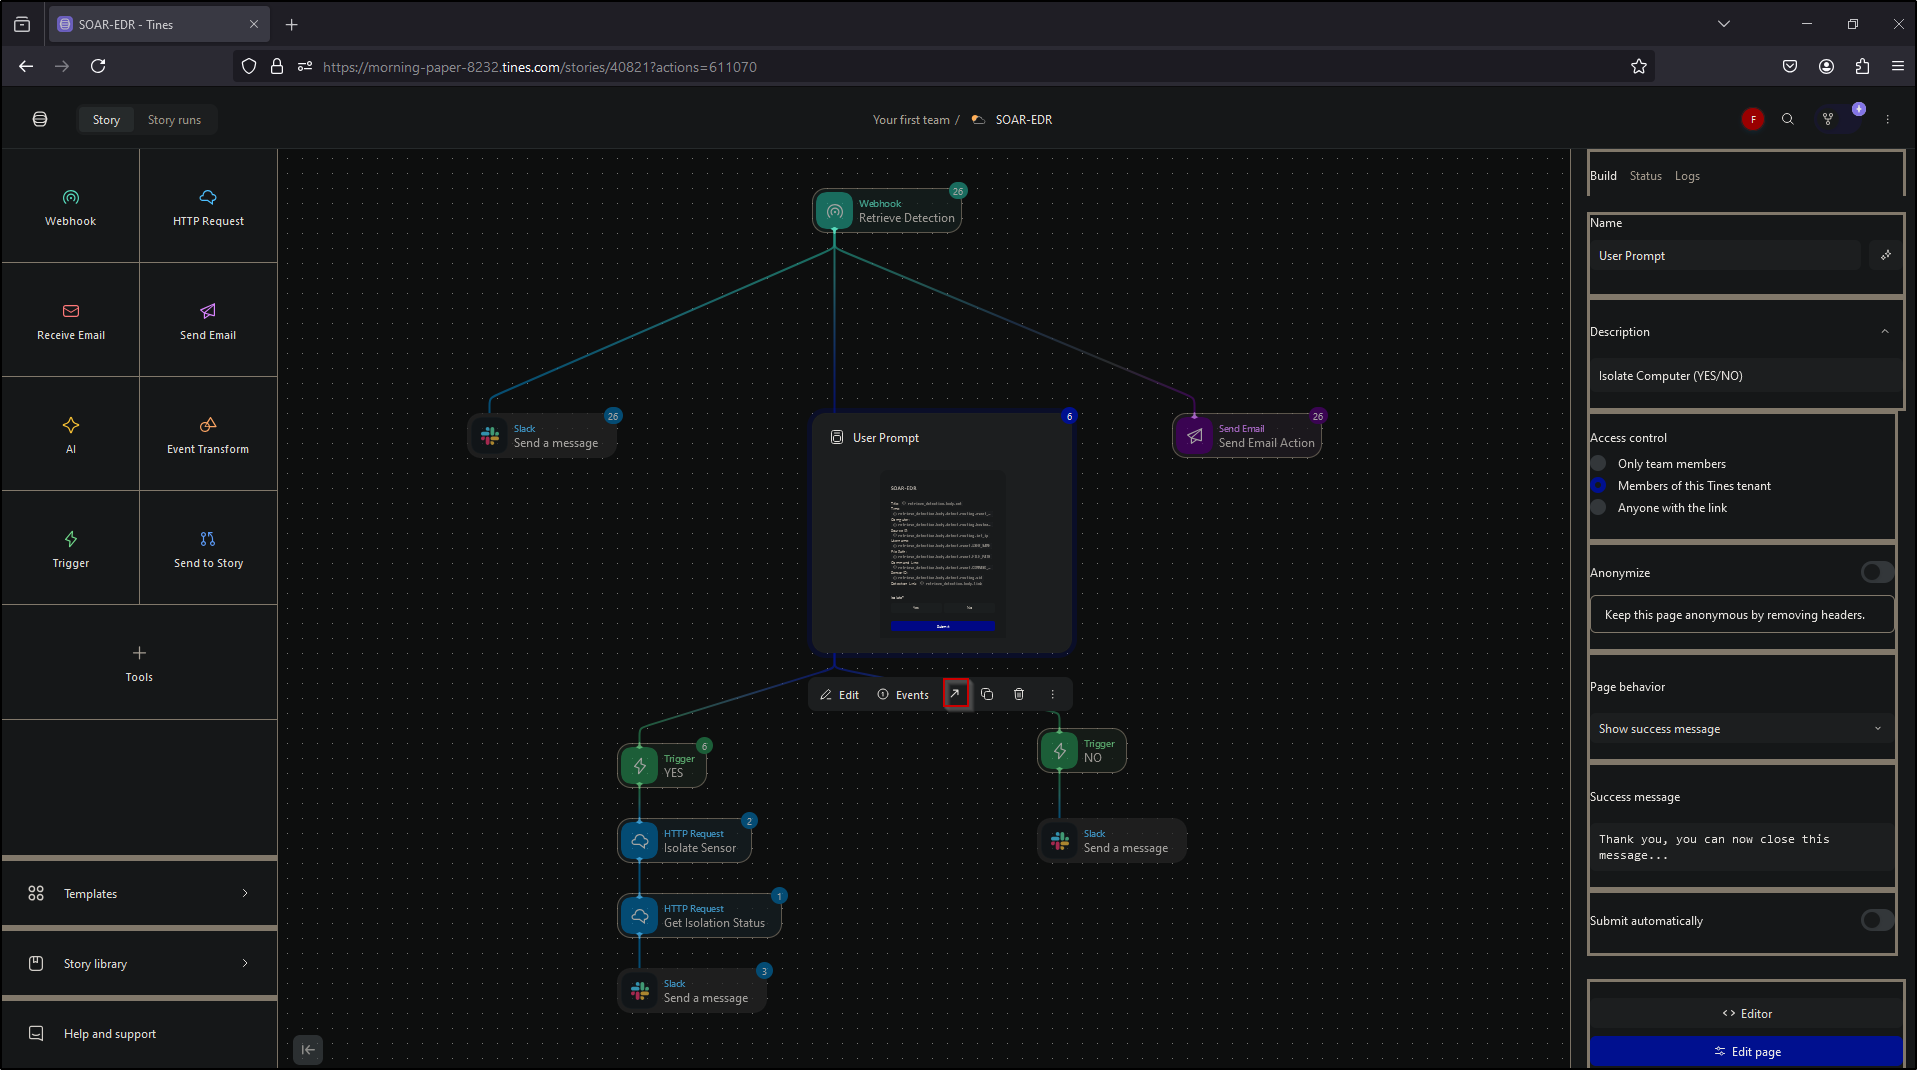 SOAR-EDR - Tines
https://morning-paper-8232.tines.com/stories/40821?actions=611070
Story
Story runs
Your first team /
SOAR-EDR
F
Webhook
HTTP Request
Receive Email
Send Email
AI
Event Transform
Trigger
Send to Story
Tools
Templates
Story library
Help and support
26
Webhook
Retrieve Detection
26
Slack
Send a message
6
User Prompt
SOAR-EDR
Yes
No
Submit
26
Send Email
Send Email Action
Edit
Events
6
Trigger
YES
Trigger
NO
2
HTTP Request
Isolate Sensor
Slack
Send a message
1
HTTP Request
Get Isolation Status
3
Slack
Send a message
Build
Status
Logs
Name
User Prompt
Description
Isolate Computer (YES/NO)
Access control
Only team members
Members of this Tines tenant
Anyone with the link
Anonymize
Keep this page anonymous by removing headers.
Page behavior
Show success message
Success message
Thank you, you can now close this
message...
Submit automatically
Editor
Edit page